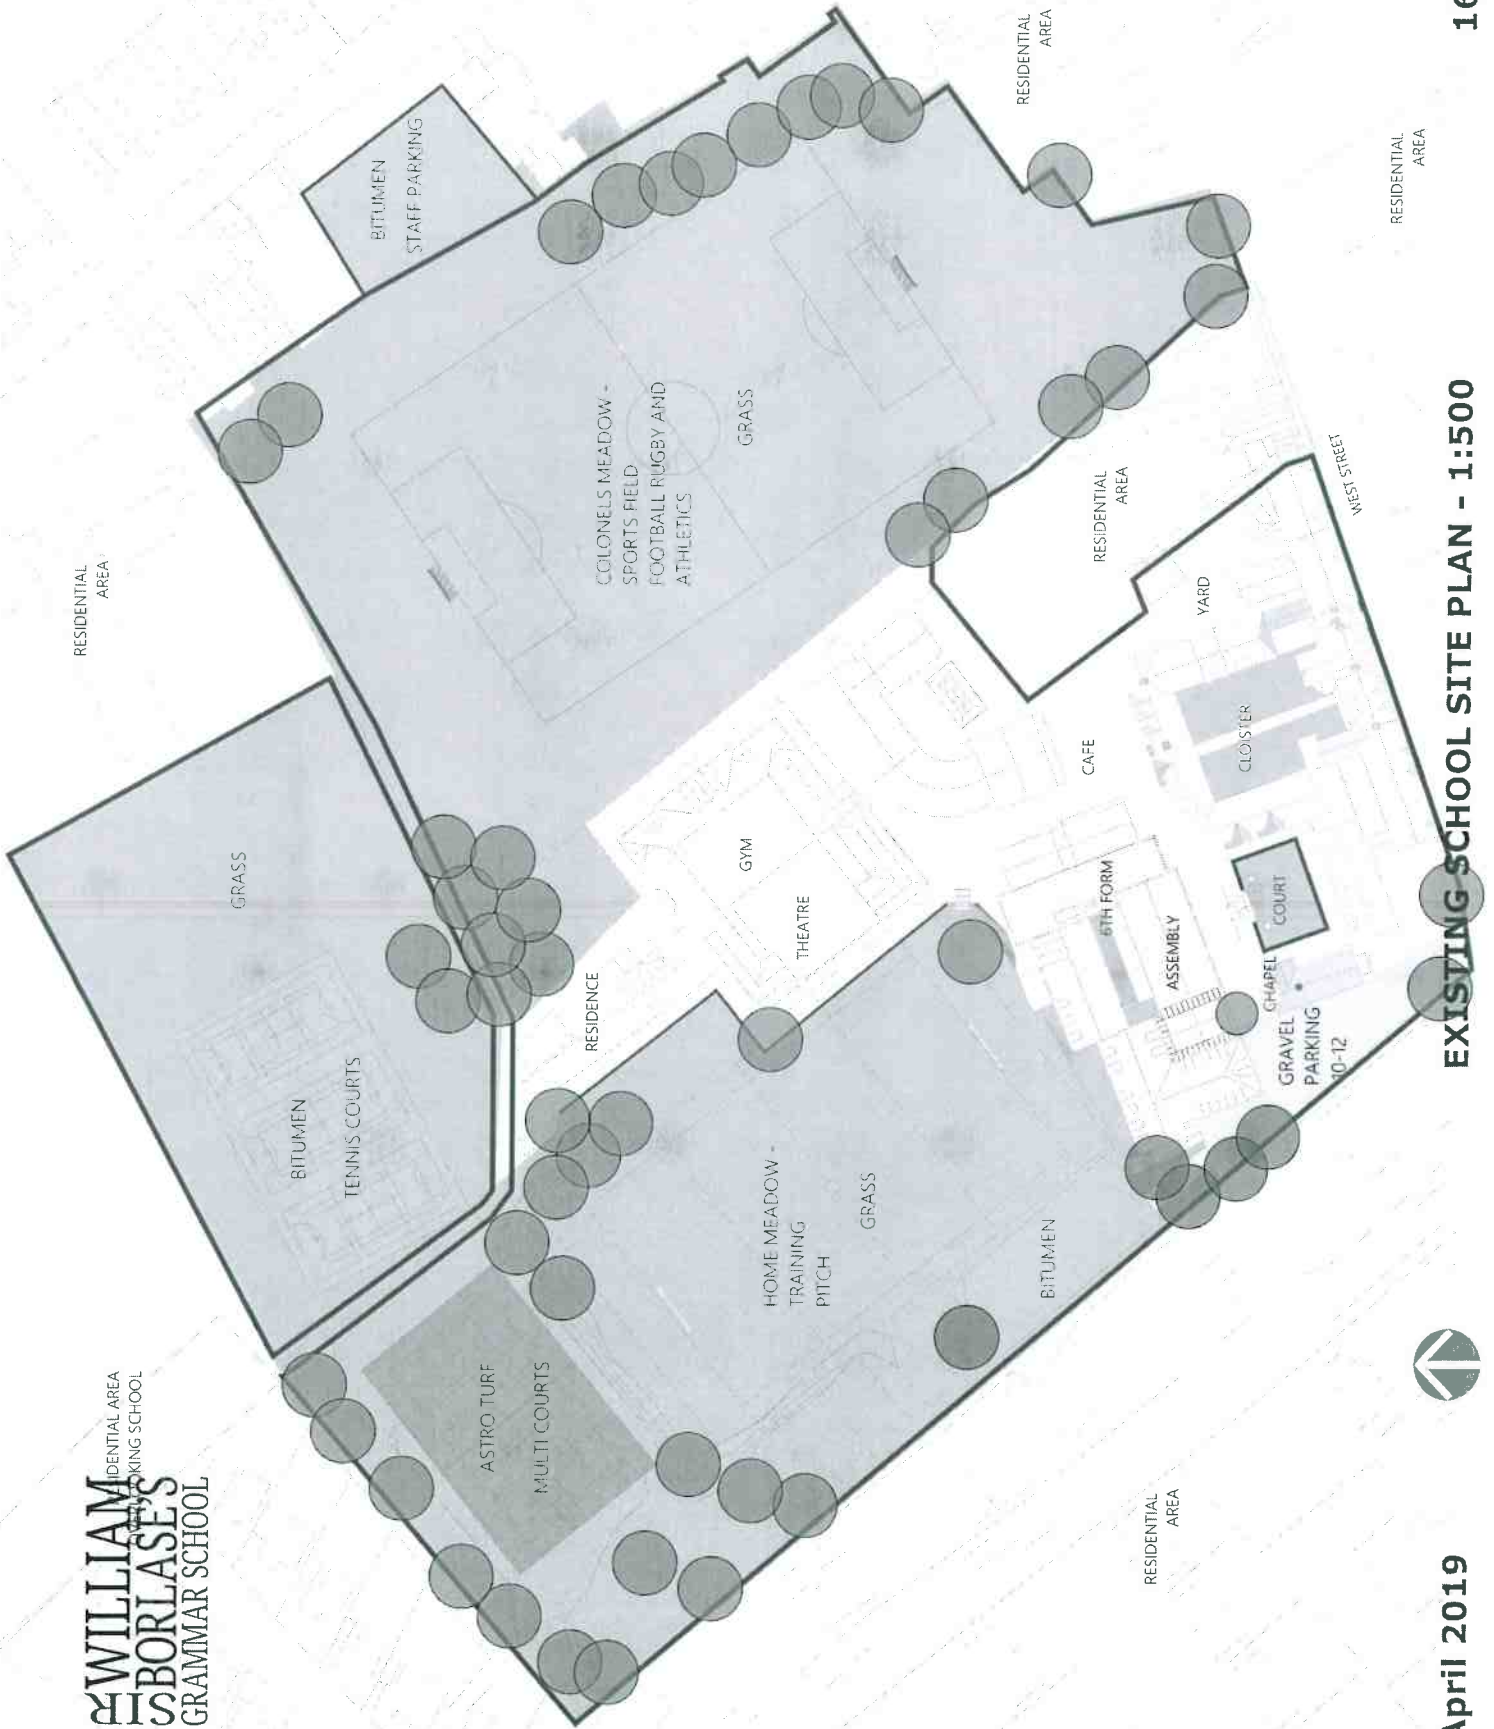 SIR WILLIAM
BORLASE'S
GRAMMAR SCHOOL
IDENTIAL AREA
OVERLOOKING SCHOOL
RESIDENTIAL
AREA
BITUMEN
STAFF PARKING
RESIDENTIAL
AREA
GRASS
BITUMEN
TENNIS COURTS
ASTRO TURF
MULTI COURTS
RESIDENCE
COLONELS MEADOW -
SPORTS FIELD
FOOTBALL RUGBY AND
ATHLETICS
GRASS
GYM
THEATRE
HOME MEADOW -
TRAINING
PITCH
GRASS
BITUMEN
CAFE
6TH FORM
ASSEMBLY
RESIDENTIAL
AREA
YARD
CLOISTER
COURT
CHAPEL
GRAVEL
PARKING
10-12
WEST STREET
RESIDENTIAL
AREA
RESIDENTIAL
AREA
April 2019
EXISTING SCHOOL SITE PLAN - 1:500
16